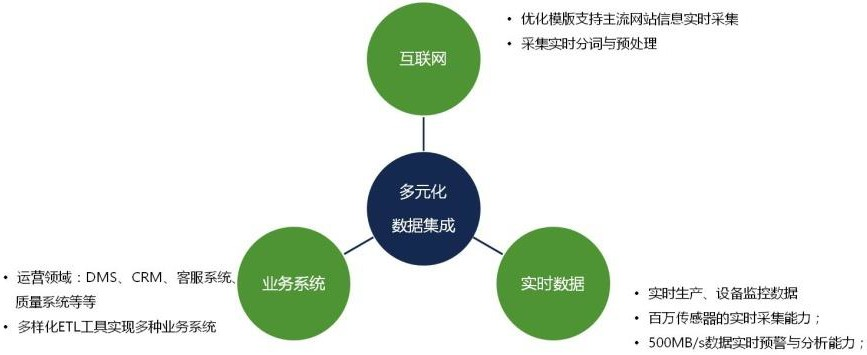 • 优化模版支持主流网站信息实时采集
• 采集实时分词与预处理
互联网
多元化
数据集成
业务系统
• 运营领域：DMS、CRM、客服系统、
质量系统等等
• 多样化ETL工具实现多种业务系统
实时数据
• 实时生产、设备监控数据
• 百万传感器的实时采集能力；
• 500MB/s数据实时预警与分析能力；